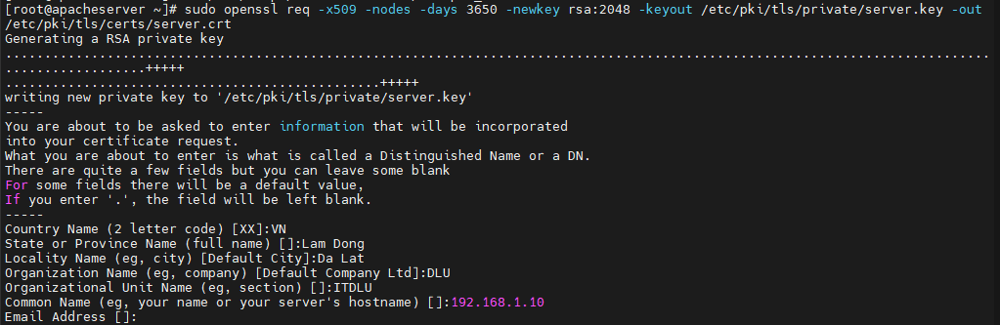 [root@apacheserver ~]# sudo openssl req -x509 -nodes -days 3650 -newkey rsa:2048 -keyout /etc/pki/tls/private/server.key -out
/etc/pki/tls/certs/server.crt
Generating a RSA private key
.............................................................................................................................
..................+++++
................................................+++++
writing new private key to '/etc/pki/tls/private/server.key'
-----
You are about to be asked to enter information that will be incorporated
into your certificate request.
What you are about to enter is what is called a Distinguished Name or a DN.
There are quite a few fields but you can leave some blank
For some fields there will be a default value,
If you enter '.', the field will be left blank.
-----
Country Name (2 letter code) [XX]:VN
State or Province Name (full name) []:Lam Dong
Locality Name (eg, city) [Default City]:Da Lat
Organization Name (eg, company) [Default Company Ltd]:DLU
Organizational Unit Name (eg, section) []:ITDLU
Common Name (eg, your name or your server's hostname) []:192.168.1.10
Email Address []: